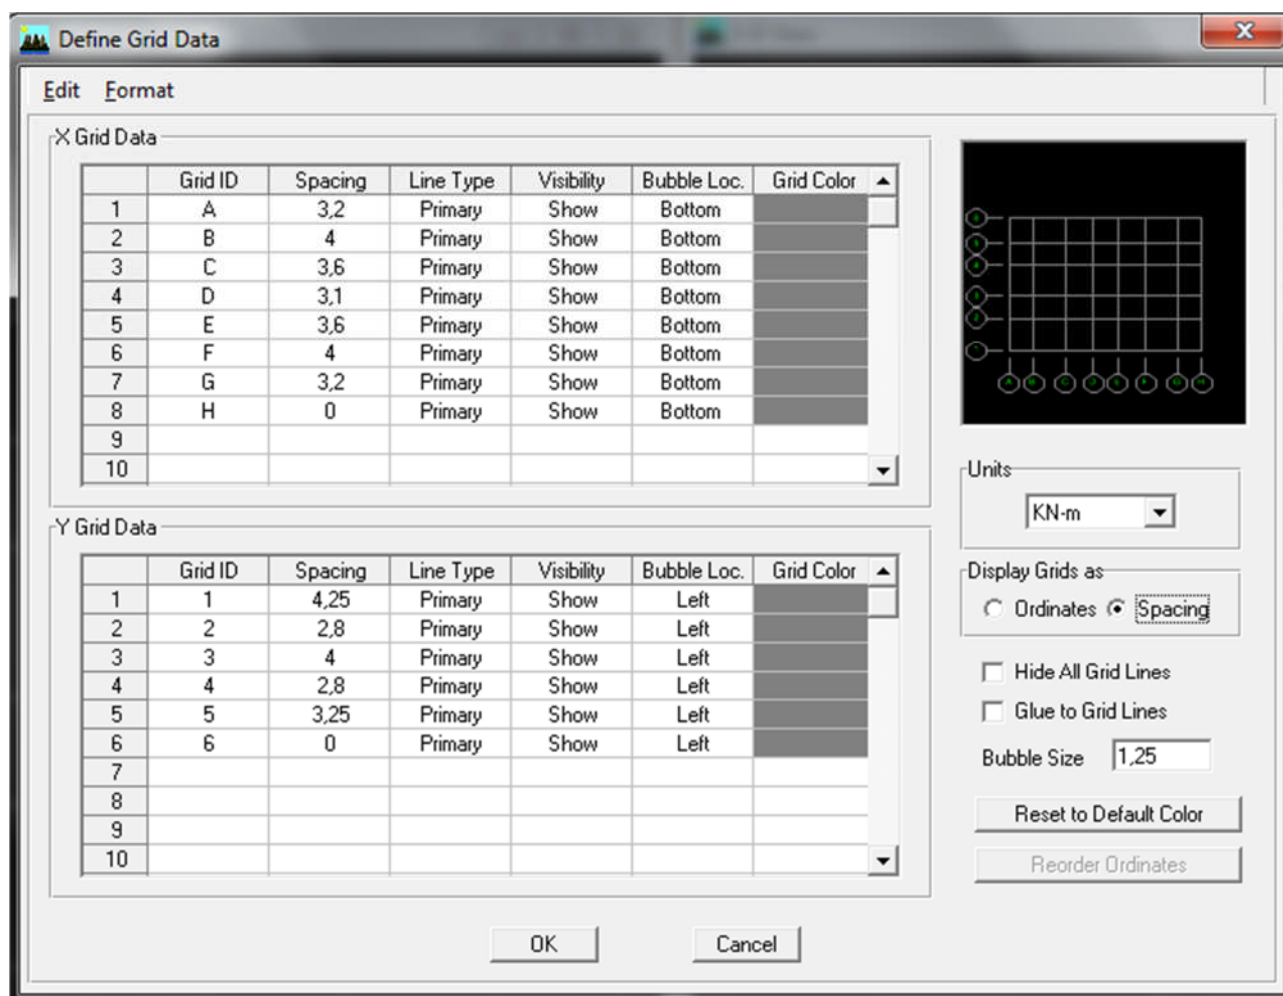 Define Grid Data
Edit Format
X Grid Data
Grid ID Spacing Line Type Visibility Bubble Loc. Grid Color
1 A 3,2 Primary Show Bottom
2 B 4 Primary Show Bottom
3 C 3,6 Primary Show Bottom
4 D 3,1 Primary Show Bottom
5 E 3,6 Primary Show Bottom
6 F 4 Primary Show Bottom
7 G 3,2 Primary Show Bottom
8 H 0 Primary Show Bottom
9
10
Y Grid Data
Grid ID Spacing Line Type Visibility Bubble Loc. Grid Color
1 1 4,25 Primary Show Left
2 2 2,8 Primary Show Left
3 3 4 Primary Show Left
4 4 2,8 Primary Show Left
5 5 3,25 Primary Show Left
6 6 0 Primary Show Left
7
8
9
10
Units
KN-m
Display Grids as
Ordinates Spacing
Hide All Grid Lines
Glue to Grid Lines
Bubble Size 1,25
Reset to Default Color
Reorder Ordinates
OK Cancel